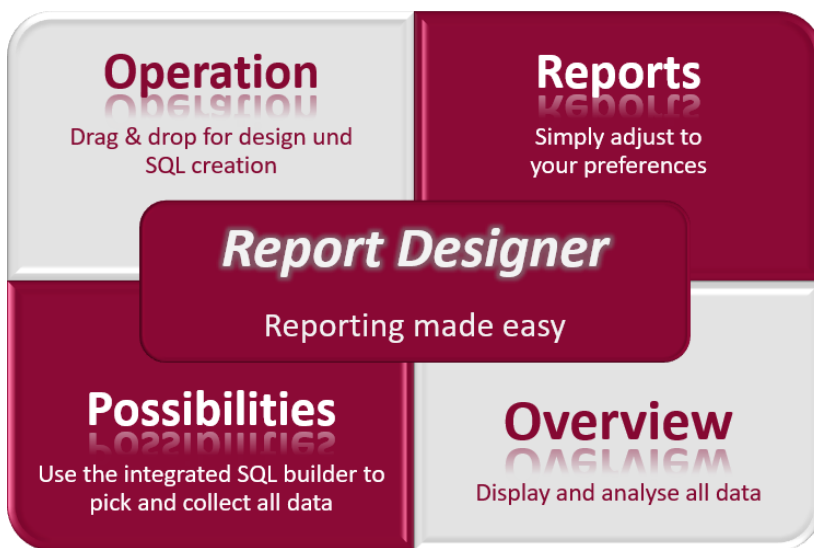 Operation
Drag & drop for design und
SQL creation
Reports
Simply adjust to
your preferences
Report Designer
Reporting made easy
Possibilities
Use the integrated SQL builder to
pick and collect all data
Overview
Display and analyse all data